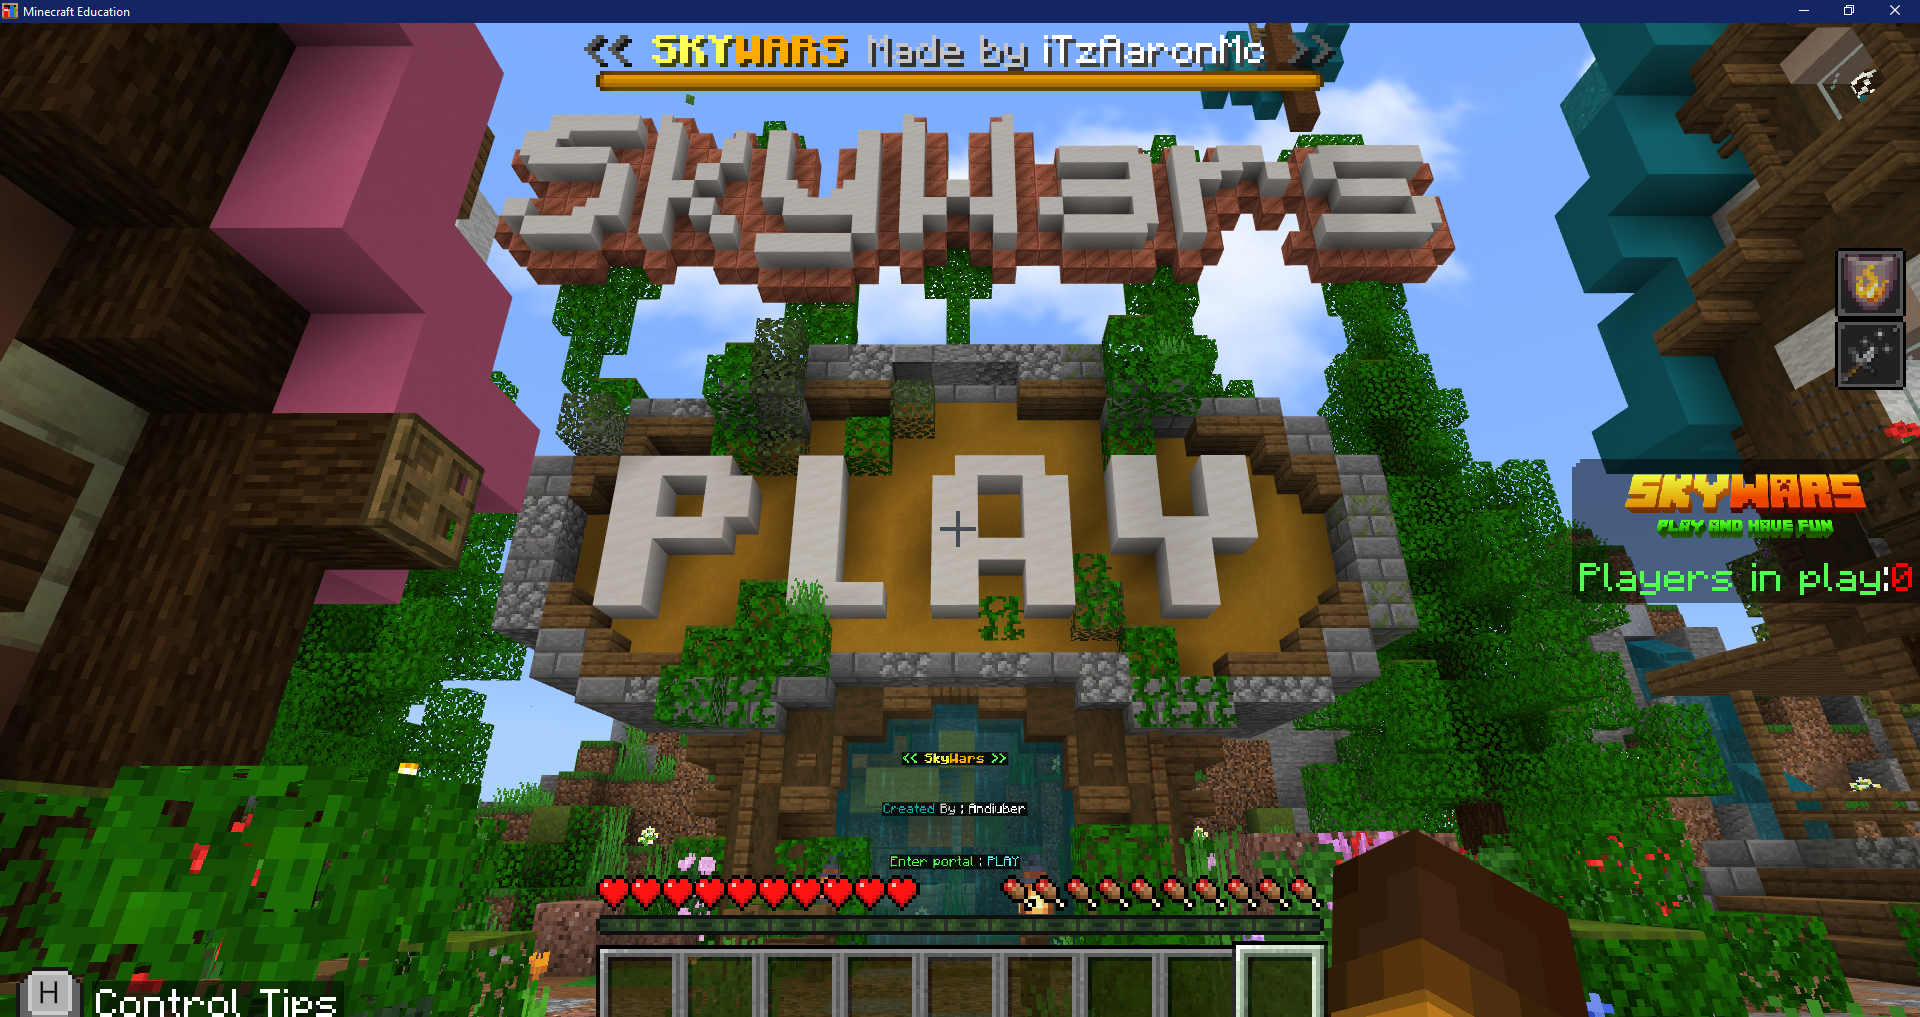 Minecraft Education
<< SKYWARS Made by iTzAaronMc >>
SkyWars
PLAY
SKYWARS
PLAY AND HAVE FUN
Players in play:0
<< SkyWars >>
Created By ; Andiuber
Enter portal ; PLAY
H Control Tips